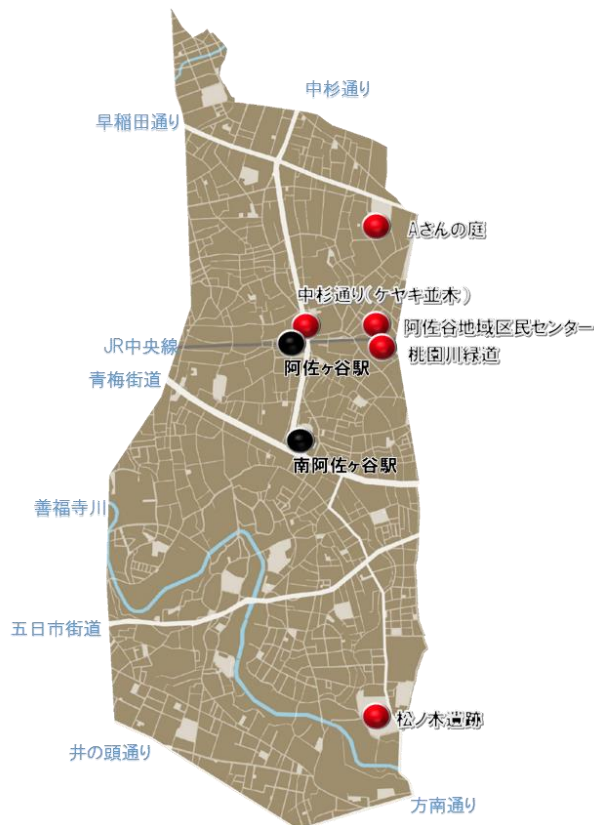 中杉通り
早稲田通り
Aさんの庭
中杉通り(ケヤキ並木)
阿佐谷地域区民センター
JR中央線
桃園川緑道
阿佐ヶ谷駅
青梅街道
南阿佐ヶ谷駅
善福寺川
五日市街道
松ノ木遺跡
井の頭通り
方南通り